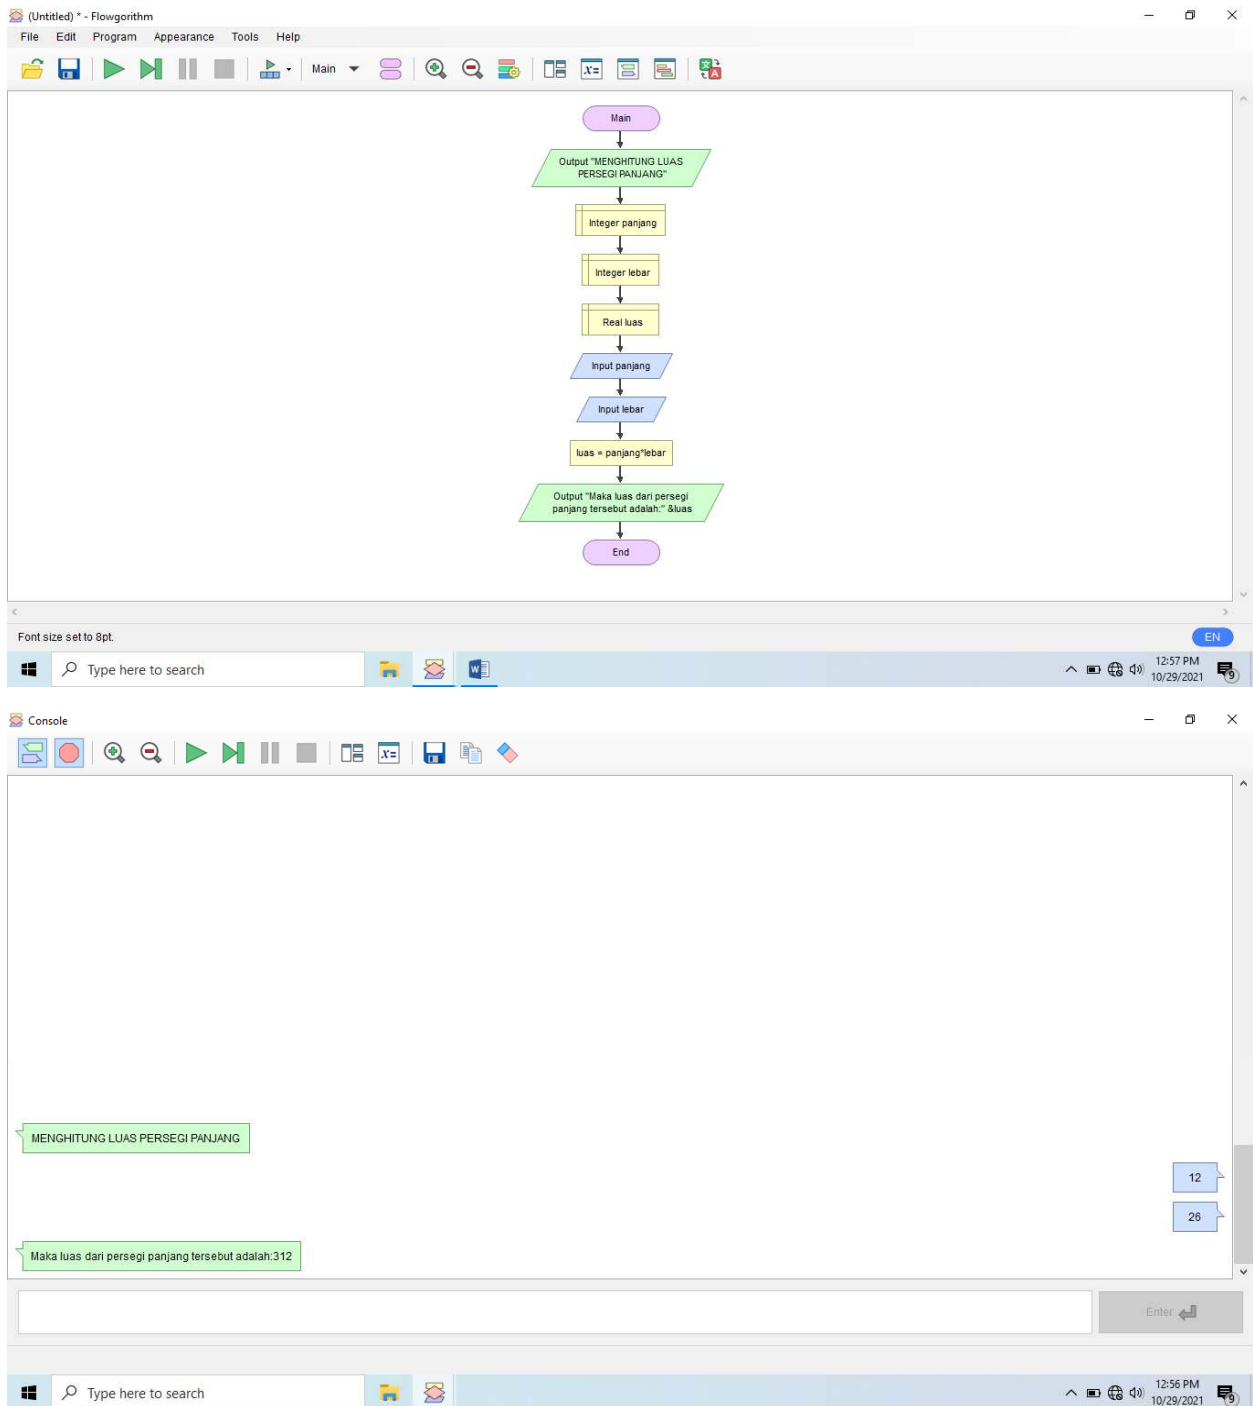 (Untitled) * - Flowgorithm
File Edit Program Appearance Tools Help
Main
x=
Main
Output "MENGHITUNG LUAS
PERSEGI PANJANG"
Integer panjang
Integer lebar
Real luas
Input panjang
Input lebar
luas = panjang*lebar
Output "Maka luas dari persegi
panjang tersebut adalah:" &luas
End
Font size set to 8pt.
EN
Type here to search
12:57 PM
10/29/2021
9
Console
x=
MENGHITUNG LUAS PERSEGI PANJANG
12
26
Maka luas dari persegi panjang tersebut adalah:312
Enter
Type here to search
12:56 PM
10/29/2021
9